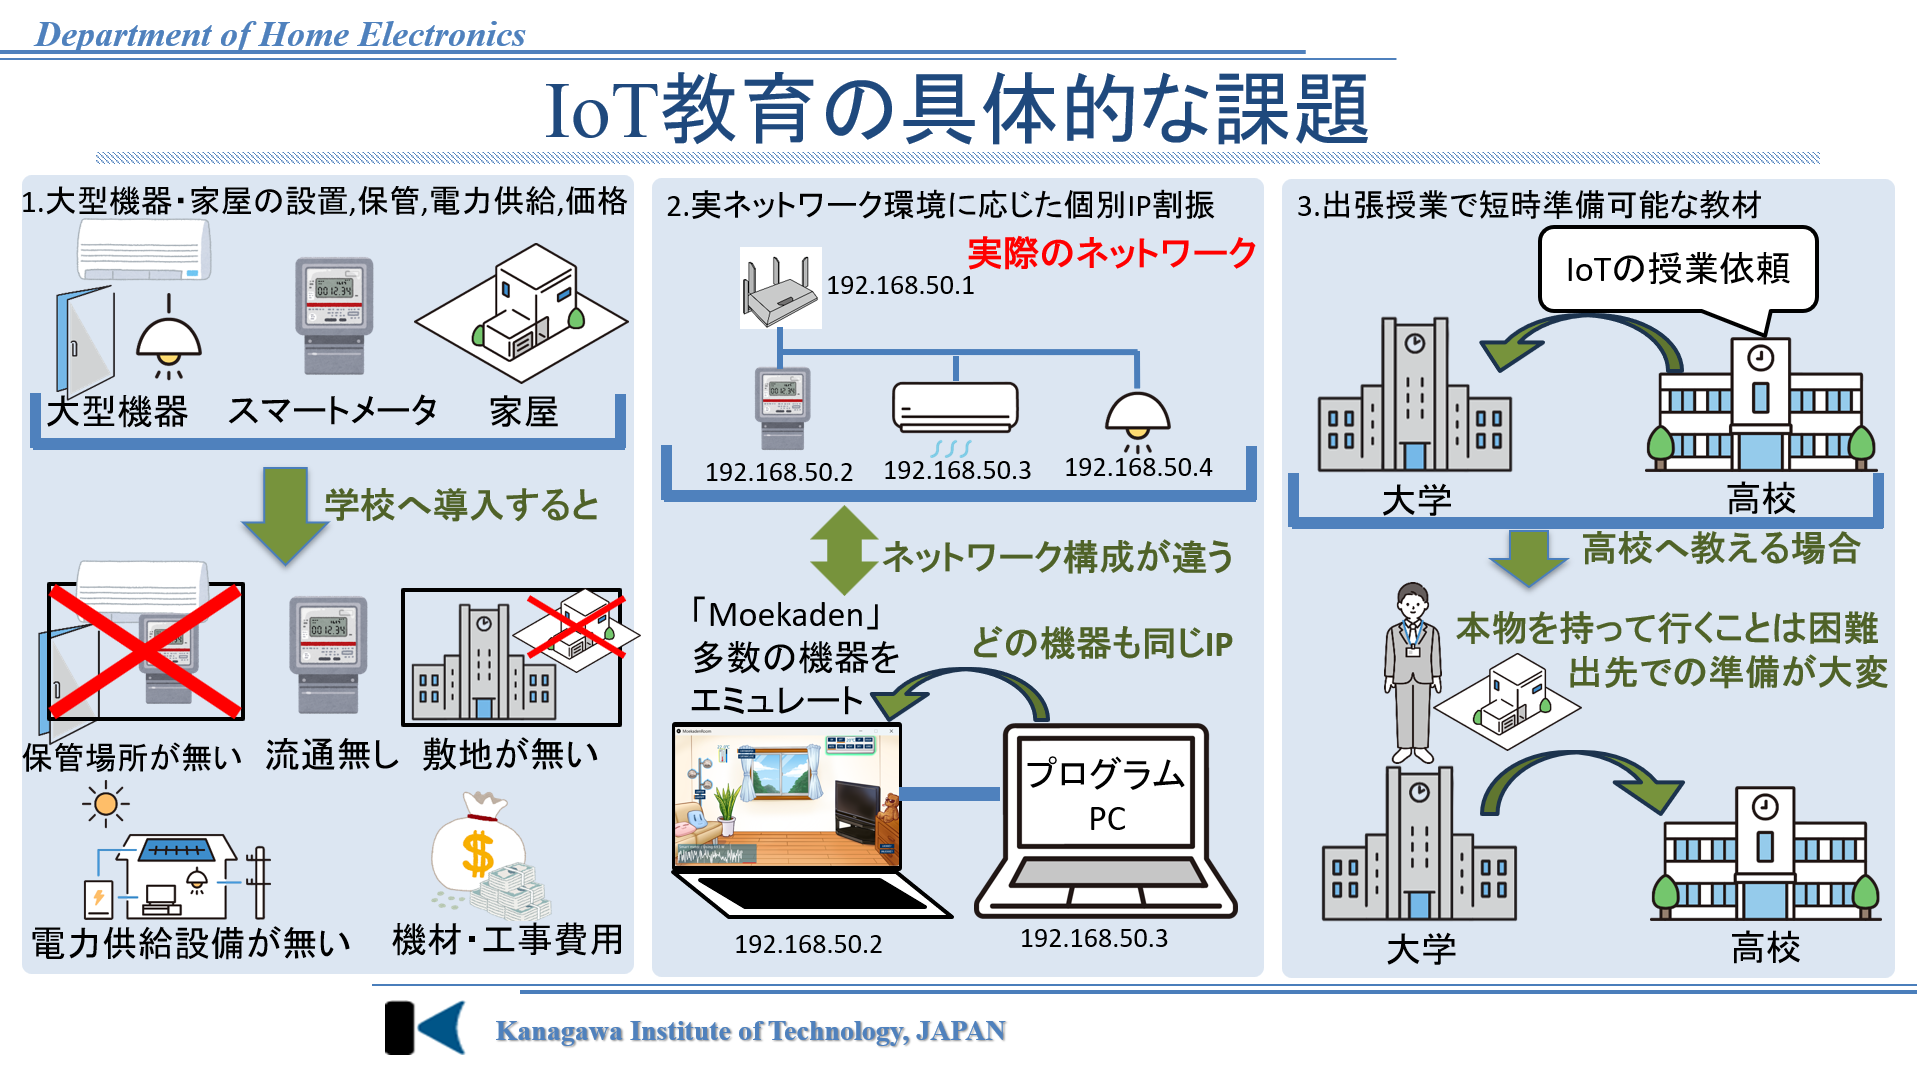 Department of Home Electronics
IoT教育の具体的な課題
1.大型機器・家屋の設置,保管,電力供給,価格
大型機器
スマートメータ
家屋
学校へ導入すると
保管場所が無い
流通無し
敷地が無い
電力供給設備が無い
機材・工事費用
2.実ネットワーク環境に応じた個別IP割振
実際のネットワーク
192.168.50.1
192.168.50.2
192.168.50.3
192.168.50.4
ネットワーク構成が違う
「Moekaden」
多数の機器を
エミュレート
どの機器も同じIP
プログラム
PC
192.168.50.2
192.168.50.3
3.出張授業で短時準備可能な教材
IoTの授業依頼
大学
高校
高校へ教える場合
本物を持って行くことは困難
出先での準備が大変
大学
高校
Kanagawa Institute of Technology, JAPAN